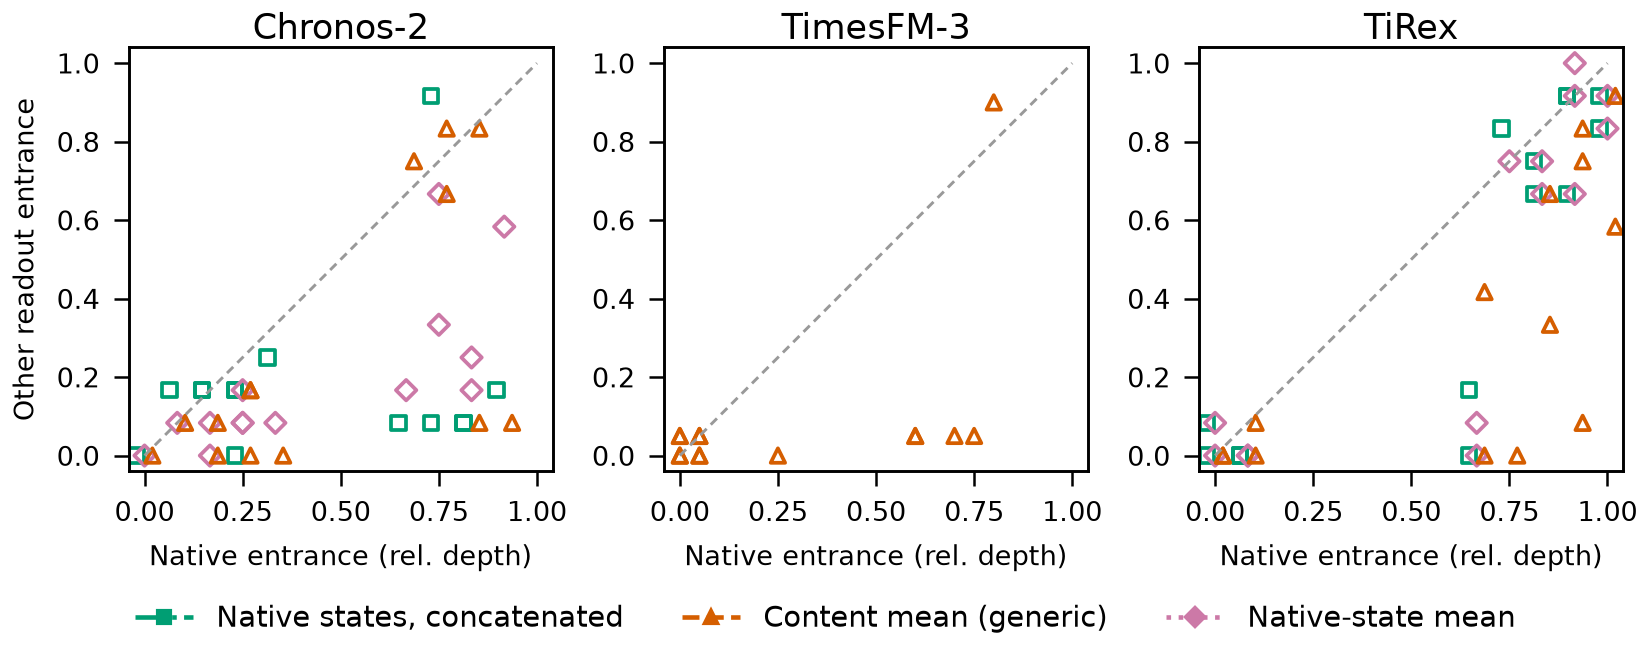 Chronos-2
TimesFM-3
TiRex
Other readout entrance
1.0
0.8
0.6
0.4
0.2
0.0
0.00 0.25 0.50 0.75 1.00
Native entrance (rel. depth)
1.0
0.8
0.6
0.4
0.2
0.0
0.00 0.25 0.50 0.75 1.00
Native entrance (rel. depth)
1.0
0.8
0.6
0.4
0.2
0.0
0.00 0.25 0.50 0.75 1.00
Native entrance (rel. depth)
Native states, concatenated
Content mean (generic)
Native-state mean